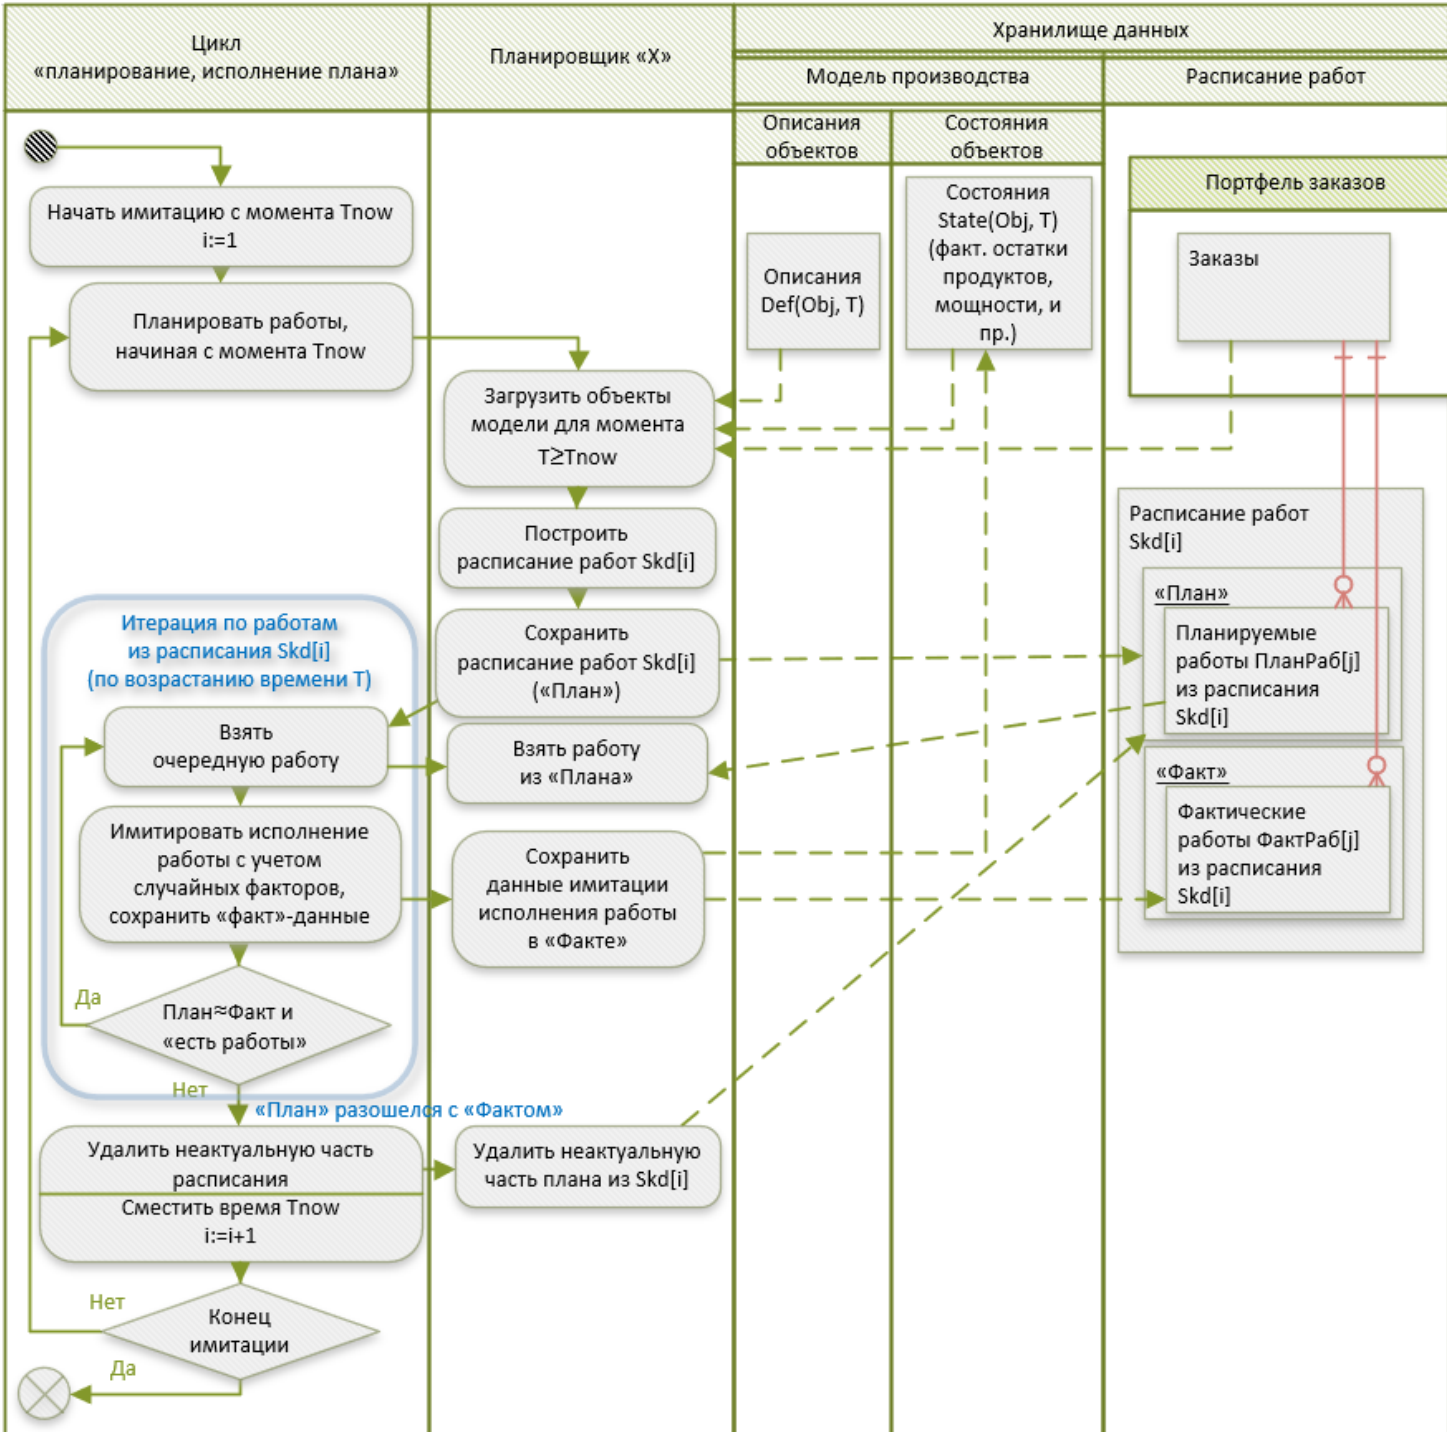 Цикл
«планирование, исполнение плана»
Планировщик «X»
Хранилище данных
Модель производства
Расписание работ
Описания
объектов
Состояния
объектов
Начать имитацию с момента Tnow
i:=1
Планировать работы,
начиная с момента Tnow
Загрузить объекты
модели для момента
T≥Tnow
Описания
Def(Obj, T)
Состояния
State(Obj, T)
(факт. остатки
продуктов,
мощности, и
пр.)
Портфель заказов
Заказы
Построить
расписание работ Skd[i]
Сохранить
расписание работ Skd[i]
(«План»)
Итерация по работам
из расписания Skd[i]
(по возрастанию времени T)
Взять
очередную работу
Взять работу
из «Плана»
Имитировать исполнение
работы с учетом
случайных факторов,
сохранить «факт»-данные
Сохранить
данные имитации
исполнения работы
в «Факте»
Расписание работ
Skd[i]
«План»
Планируемые
работы ПланРаб[j]
из расписания
Skd[i]
«Факт»
Фактические
работы ФактРаб[j]
из расписания
Skd[i]
Да
План≈Факт и
«есть работы»
Нет
«План» разошелся с «Фактом»
Удалить неактуальную часть
расписания
Сместить время Tnow
i:=i+1
Удалить неактуальную
часть плана из Skd[i]
Нет
Конец
имитации
Да